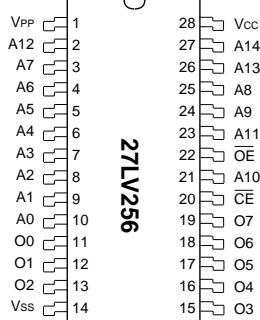 VPP 1 28 VCC
A12 2 27 A14
A7 3 26 A13
A6 4 25 A8
A5 5 24 A9
A4 6 23 A11
A3 7 22 OE
A2 8 21 A10
A1 9 20 CE
A0 10 19 O7
O0 11 18 O6
O1 12 17 O5
O2 13 16 O4
VSS 14 15 O3
27LV256